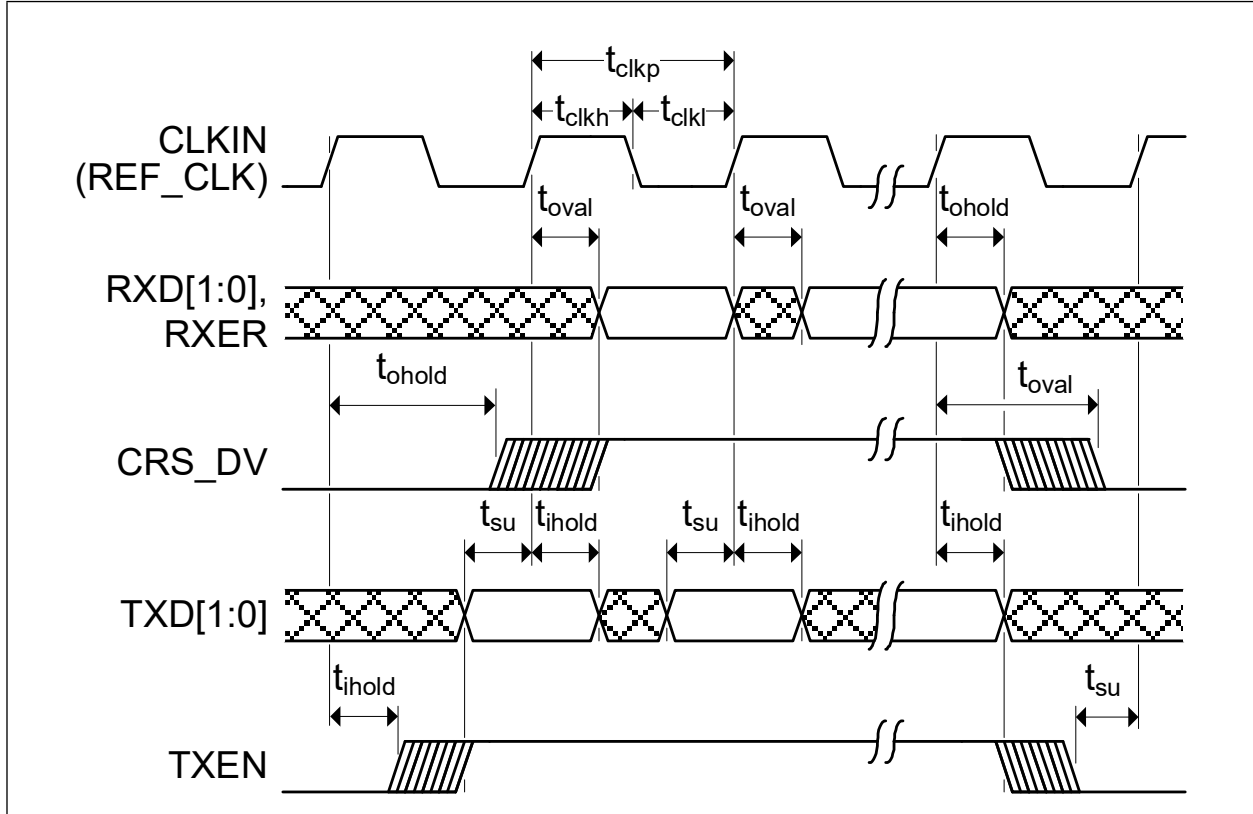 tclkp
tclkh tclkl
CLKIN
(REF_CLK)
toval toval tohold
RXD[1:0],
RXER
tohold toval
CRS_DV
tsu tihold tsu tihold tihold
TXD[1:0]
tihold tsu
TXEN